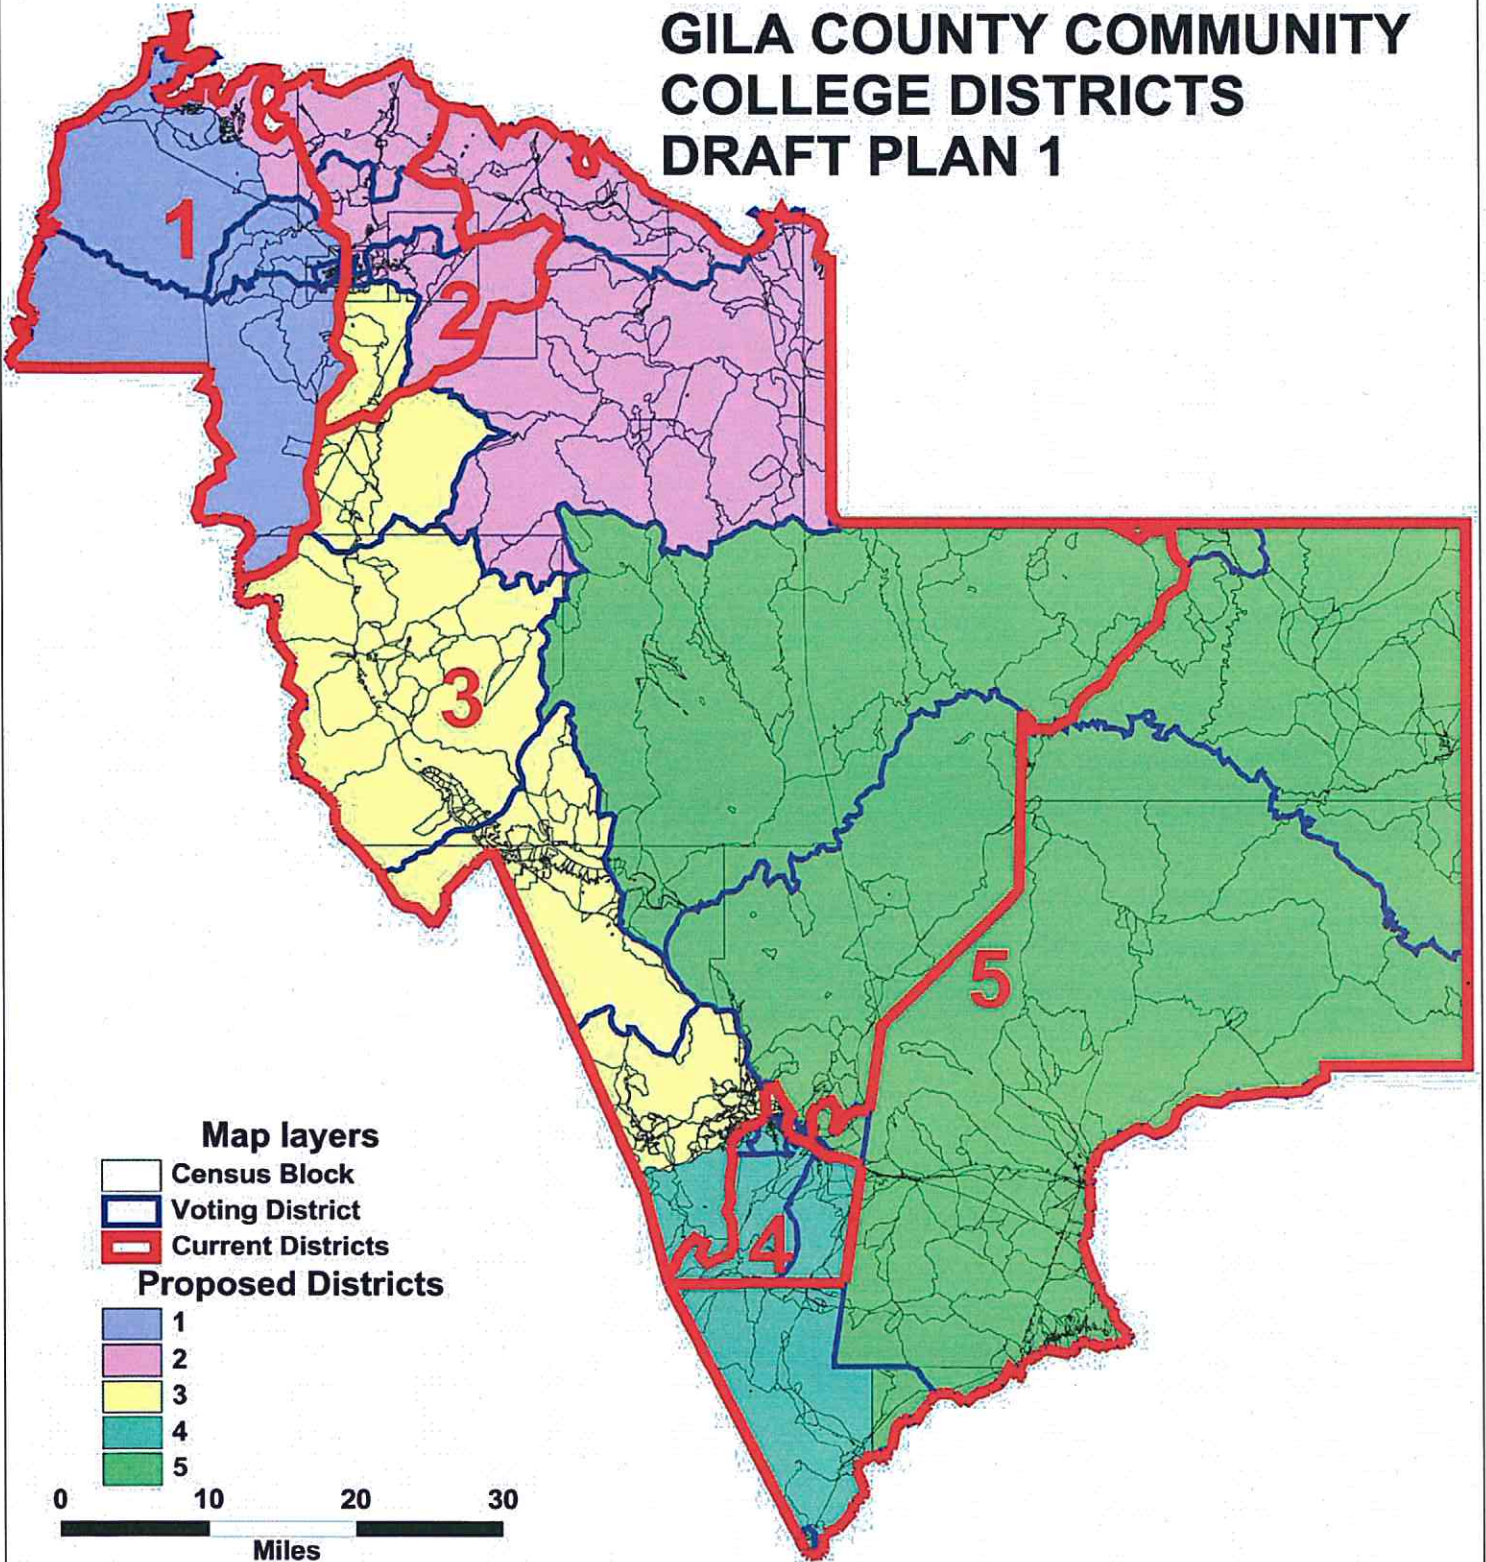 GILA COUNTY COMMUNITY
COLLEGE DISTRICTS
DRAFT PLAN 1
1
2
3
5
4
Map layers
Census Block
Voting District
Current Districts
Proposed Districts
1
2
3
4
5
0 10 20 30
Miles